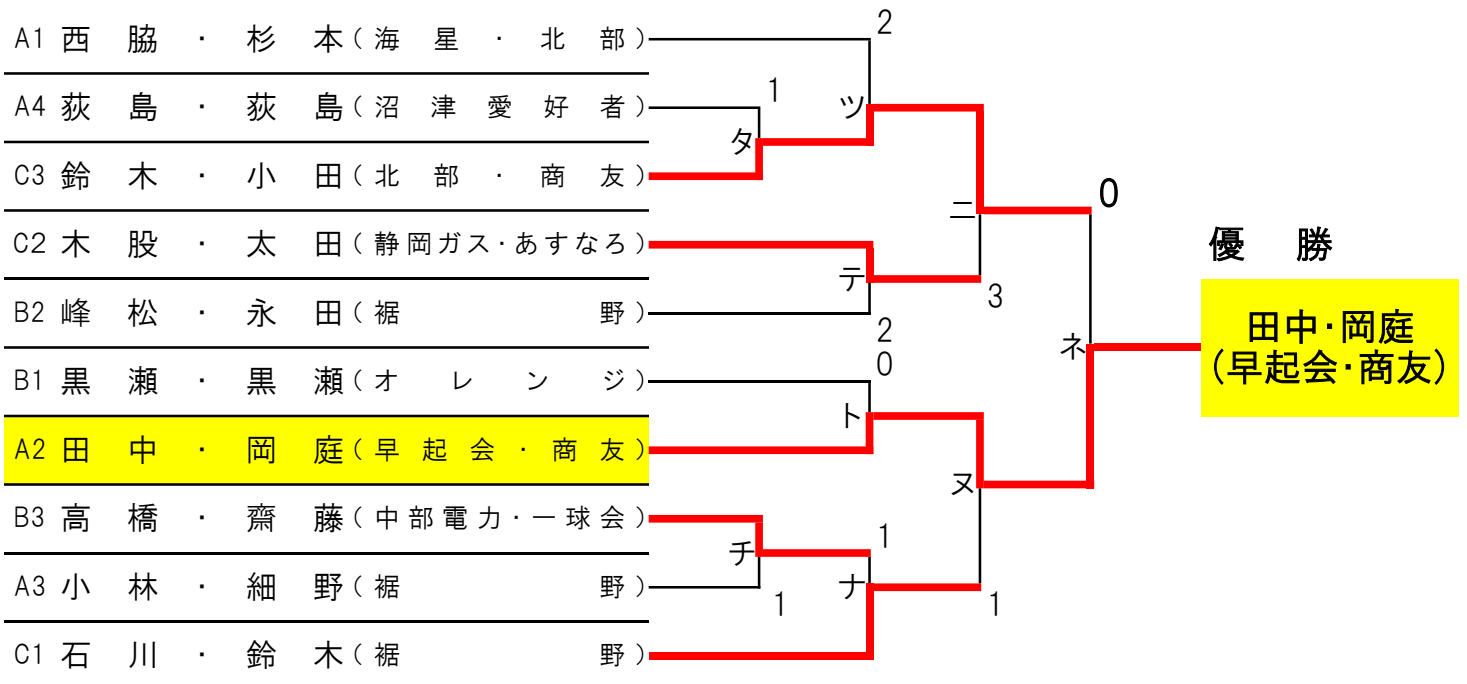 A1 西脇・杉本(海星・北部) 2
A4 荻島・荻島(沼津愛好者) 1 ツ
タ
C3 鈴木・小田(北部・商友)
ニ 0
C2 木股・太田(静岡ガス・あすなろ) 優勝
テ 3
B2 峰松・永田(裾野) 2
田中・岡庭
(早起会・商友)
ネ
B1 黒瀬・黒瀬(オレンジ) 0
ト
A2 田中・岡庭(早起会・商友)
ヌ
B3 高橋・齋藤(中部電力・一球会) 1
チ
A3 小林・細野(裾野) 1 ナ 1
C1 石川・鈴木(裾野)